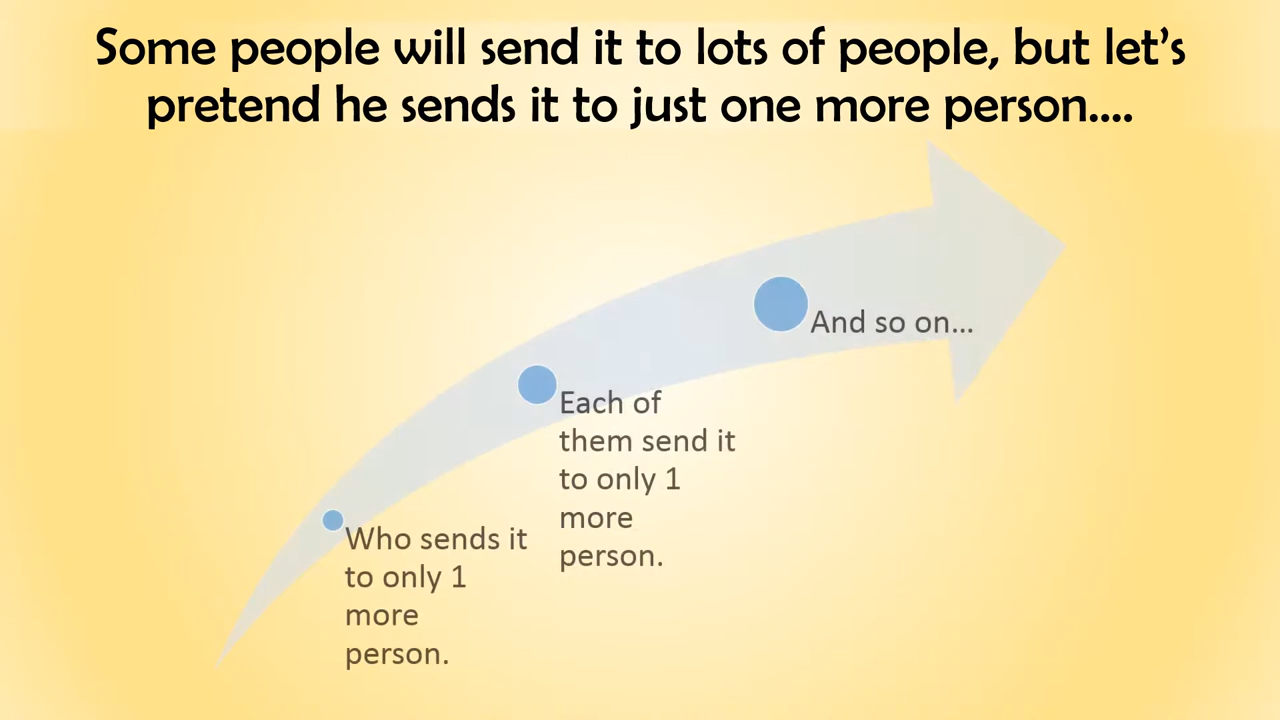 Some people will send it to lots of people, but let’s
pretend he sends it to just one more person....
And so on...
Each of
them send it
to only 1
more
person.
Who sends it
to only 1
more
person.